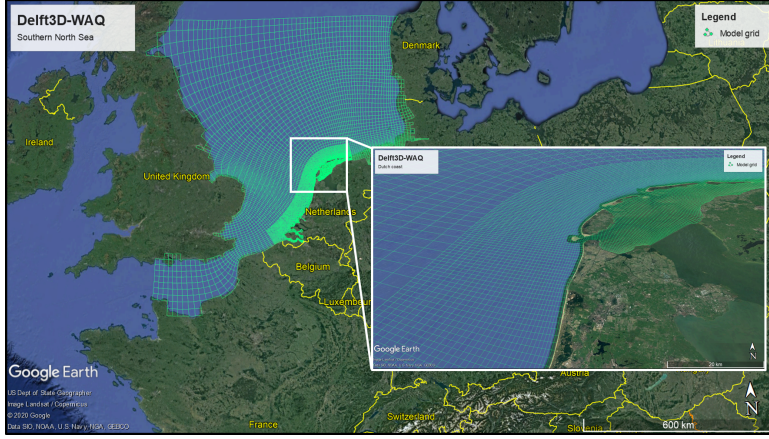 Delft3D-WAQ
Southern North Sea
Legend
Model grid
Denmark
Ireland
United Kingdom
Netherlands
Belgium
Luxembour
Delft3D-WAQ
Dutch coast
Legend
Model grid
Google Earth
20 km
N
Google Earth
US Dept of State Geographer
Image Landsat / Copernicus
© 2020 Google
Data SIO, NOAA, U.S. Navy, NGA, GEBCO
France
Switzerland
Austria
Slovenia
600 km
N